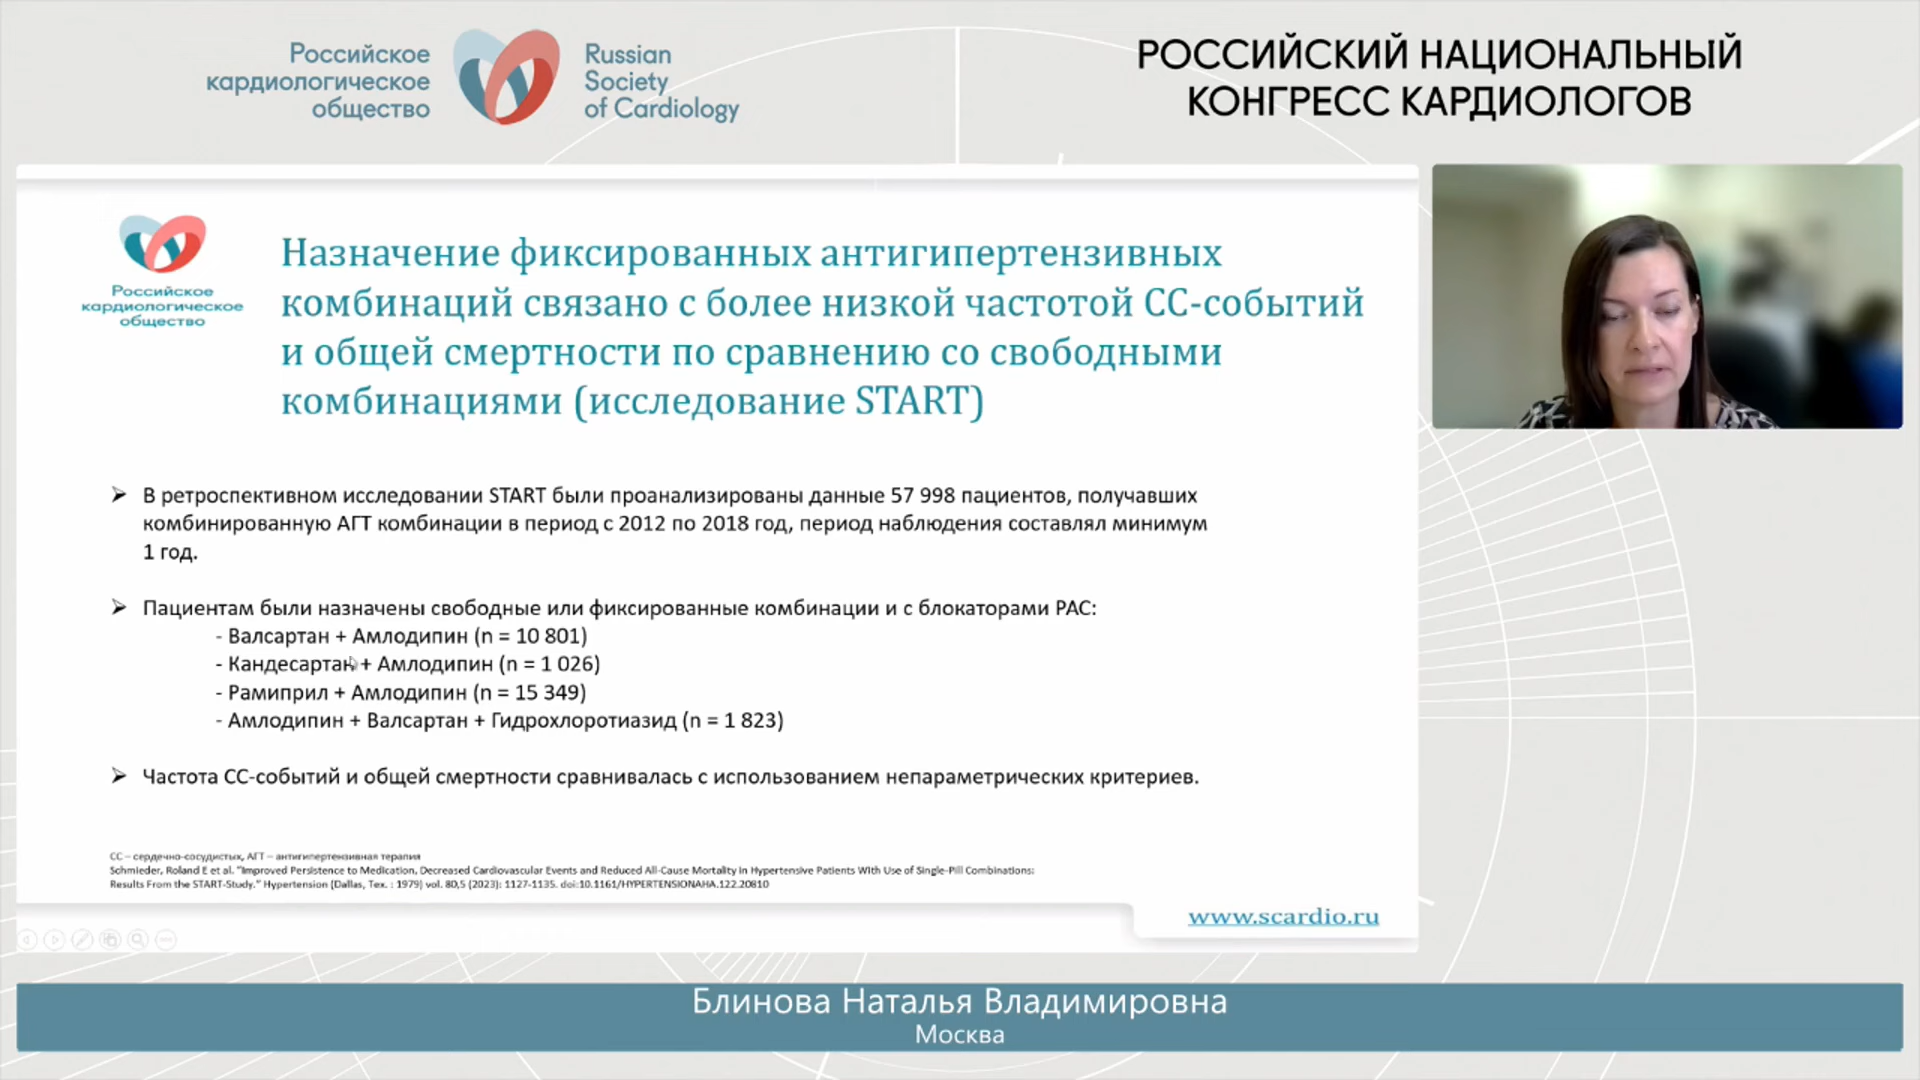 Российское
кардиологическое
общество
Russian
Society
of Cardiology
РОССИЙСКИЙ НАЦИОНАЛЬНЫЙ
КОНГРЕСС КАРДИОЛОГОВ
Российское
кардиологическое
общество
Назначение фиксированных антигипертензивных
комбинаций связано с более низкой частотой СС-событий
и общей смертности по сравнению со свободными
комбинациями (исследование START)
➢ В ретроспективном исследовании START были проанализированы данные 57 998 пациентов, получавших
комбинированную АГТ комбинации в период с 2012 по 2018 год, период наблюдения составлял минимум
1 год.
➢ Пациентам были назначены свободные или фиксированные комбинации и с блокаторами РАС:
- Валсартан + Амлодипин (n = 10 801)
- Кандесартан + Амлодипин (n = 1 026)
- Рамиприл + Амлодипин (n = 15 349)
- Амлодипин + Валсартан + Гидрохлоротиазид (n = 1 823)
➢ Частота СС-событий и общей смертности сравнивалась с использованием непараметрических критериев.
СС – сердечно-сосудистых, АГТ – антигипертензивная терапия
Schmieder, Roland E et al. "Improved Persistence to Medication, Decreased Cardiovascular Events and Reduced All-Cause Mortality in Hypertensive Patients With Use of Single-Pill Combinations:
Results From the START-Study." Hypertension (Dallas, Tex. : 1979) vol. 80,5 (2023): 1127-1135. doi:10.1161/HYPERTENSIONAHA.122.20810
www.scardio.ru
Блинова Наталья Владимировна
Москва